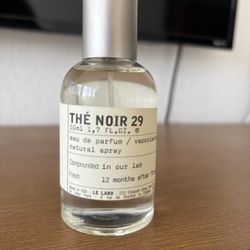 THÉ NOIR 29
50ml 1.7 FL.OZ. ℮
eau de parfum / vaporisateur
natural spray
Compounded: in our lab
Fresh: 12 months after
LE LABO